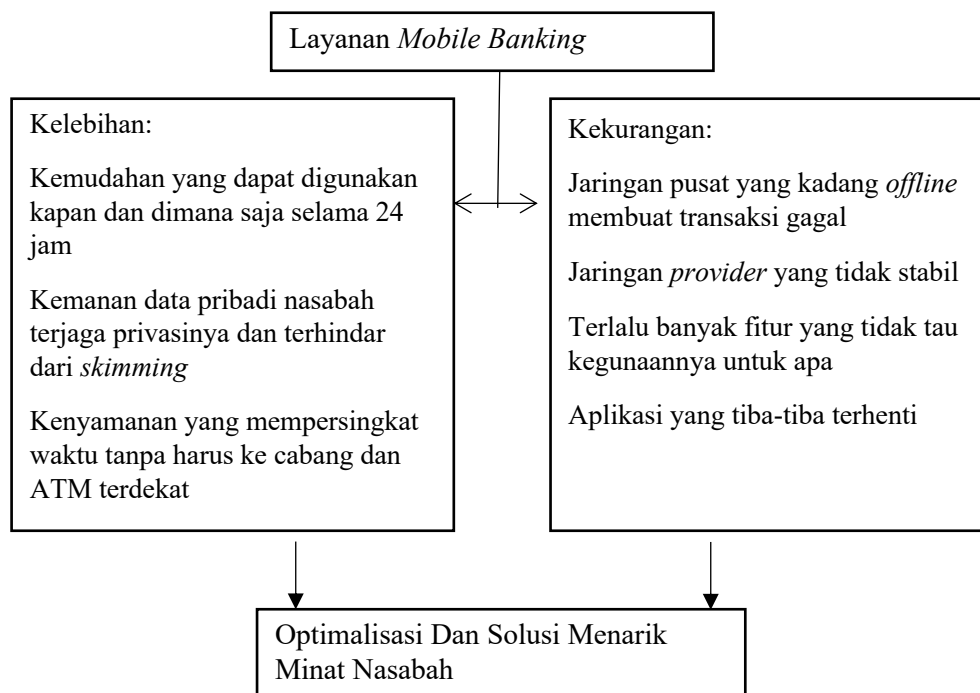 Layanan Mobile Banking
Kelebihan:
Kemudahan yang dapat digunakan
kapan dan dimana saja selama 24
jam
Kemanan data pribadi nasabah
terjaga privasinya dan terhindar
dari skimming
Kenyamanan yang mempersingkat
waktu tanpa harus ke cabang dan
ATM terdekat
Kekurangan:
Jaringan pusat yang kadang offline
membuat transaksi gagal
Jaringan provider yang tidak stabil
Terlalu banyak fitur yang tidak tau
kegunaannya untuk apa
Aplikasi yang tiba-tiba terhenti
Optimalisasi Dan Solusi Menarik
Minat Nasabah